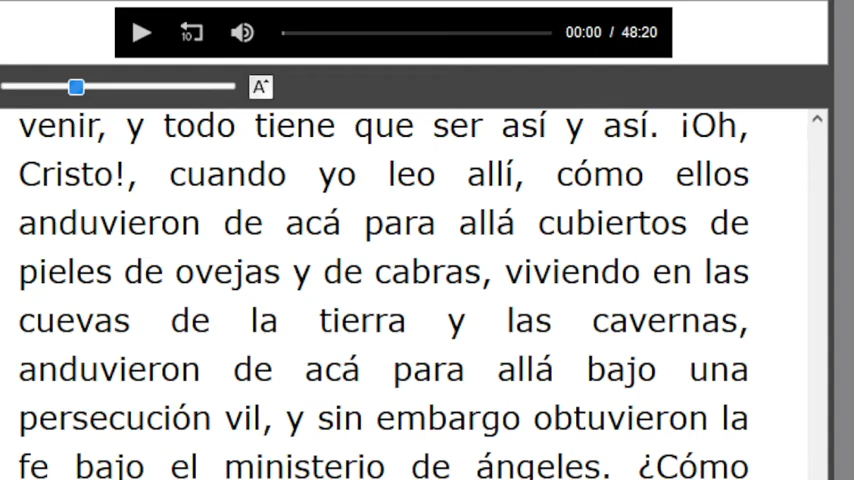 10
00:00 / 48:20
A
venir, y todo tiene que ser así y así. ¡Oh,
Cristo!, cuando yo leo allí, cómo ellos
anduvieron de acá para allá cubiertos de
pieles de ovejas y de cabras, viviendo en las
cuevas de la tierra y las cavernas,
anduvieron de acá para allá bajo una
persecución vil, y sin embargo obtuvieron la
fe bajo el ministerio de ángeles. ¿Cómo